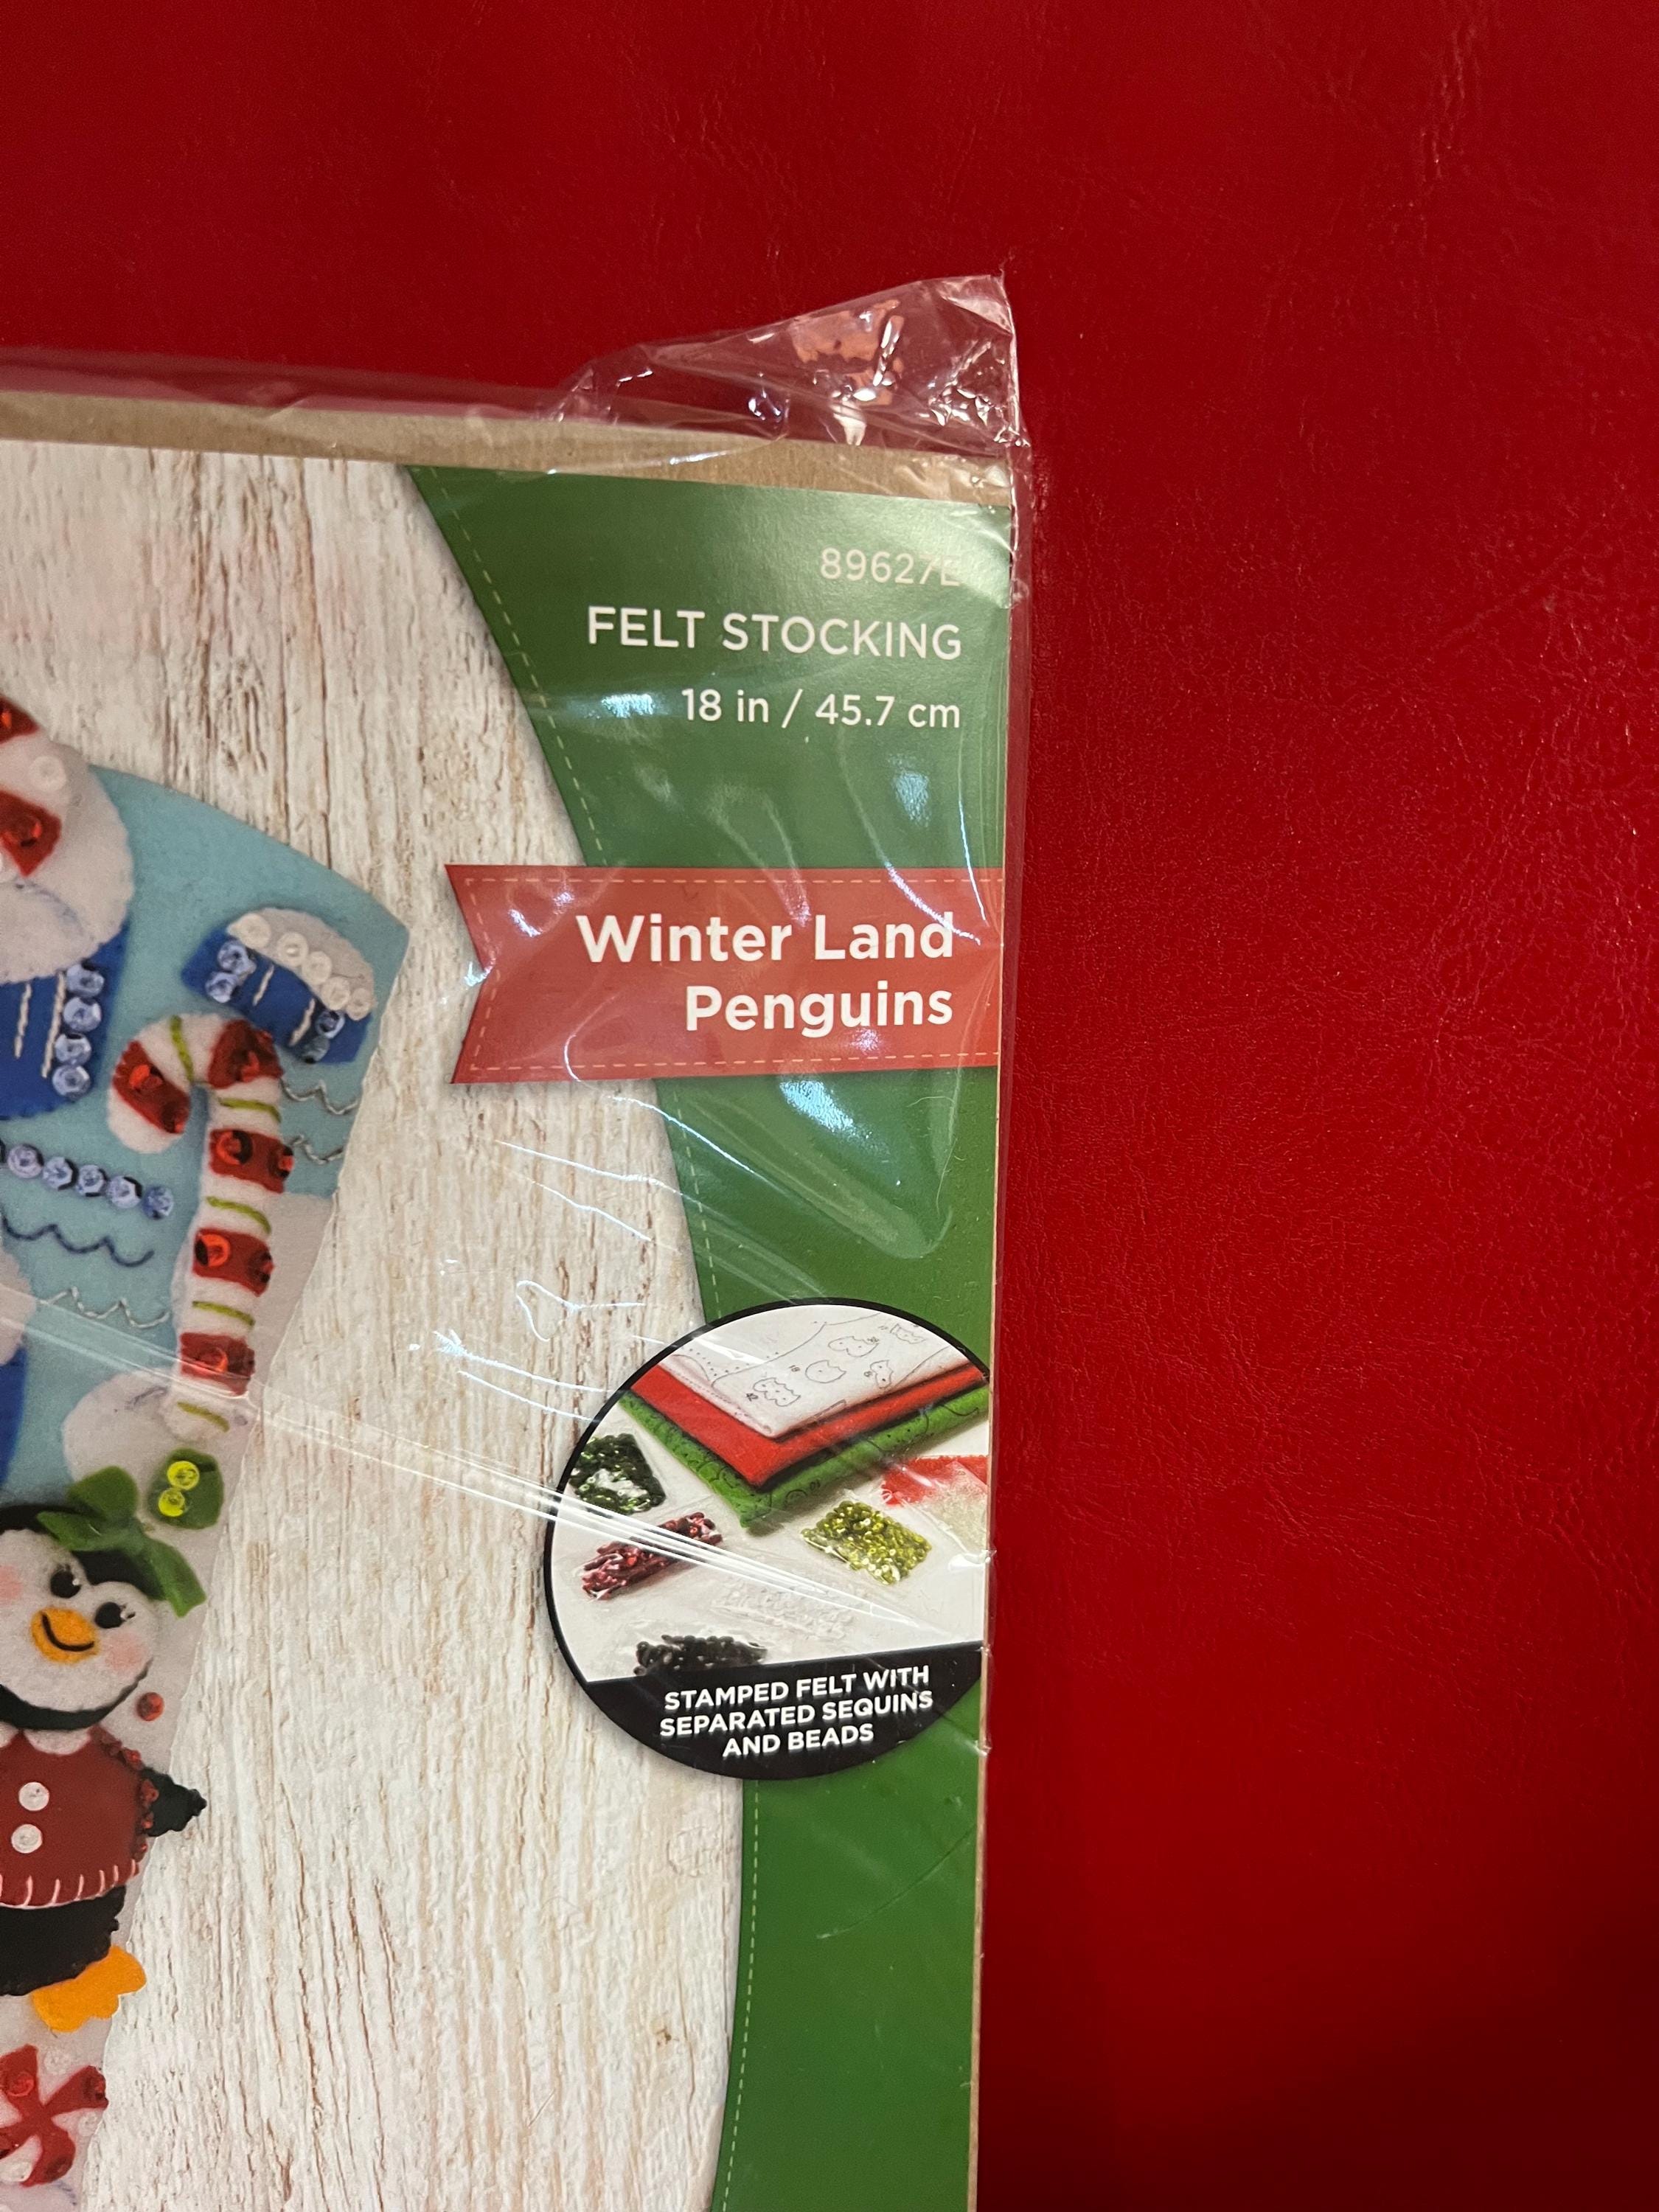 89627E
FELT STOCKING
18 in / 45.7 cm
Winter Land
Penguins
STAMPED FELT WITH
SEPARATED SEQUINS
AND BEADS